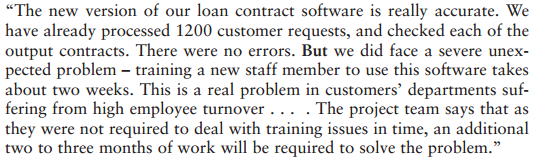 “The new version of our loan contract software is really accurate. We
have already processed 1200 customer requests, and checked each of the
output contracts. There were no errors. But we did face a severe unex-
pected problem – training a new staff member to use this software takes
about two weeks. This is a real problem in customers’ departments suf-
fering from high employee turnover . . . . The project team says that as
they were not required to deal with training issues in time, an additional
two to three months of work will be required to solve the problem.”